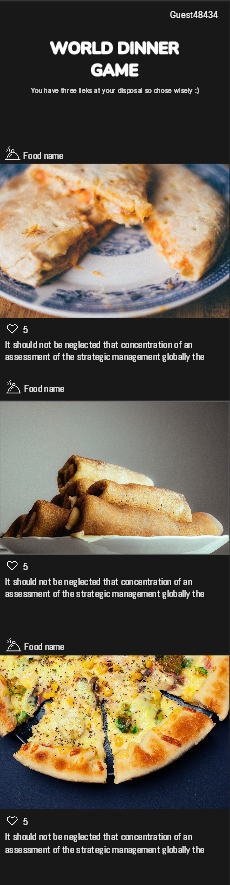 Guest48434
WORLD DINNER
GAME
You have three lieks at your disposal so chose wisely :)
Food name
5
It should not be neglected that concentration of an
assessment of the strategic management globally the
Food name
5
It should not be neglected that concentration of an
assessment of the strategic management globally the
Food name
5
It should not be neglected that concentration of an
assessment of the strategic management globally the